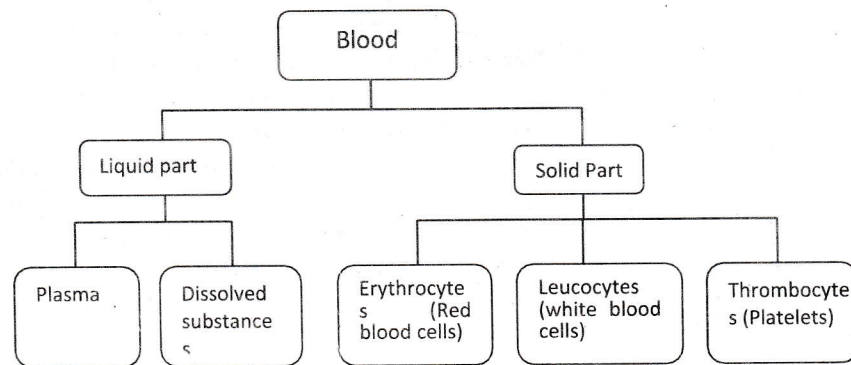 Blood
Liquid part
Solid Part
Plasma
Dissolved
substance
s
Erythrocyte
s (Red
blood cells)
Leucocytes
(white blood
cells)
Thrombocyte
s (Platelets)